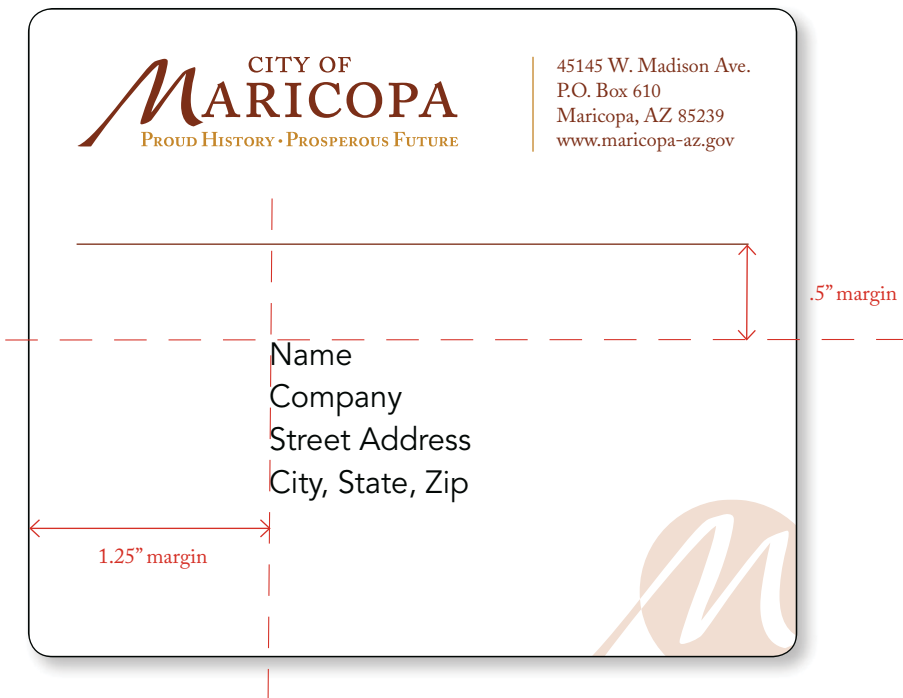 CITY OF
MARICOPA
PROUD HISTORY • PROSPEROUS FUTURE
45145 W. Madison Ave.
P.O. Box 610
Maricopa, AZ 85239
www.maricopa-az.gov
.5” margin
Name
Company
Street Address
City, State, Zip
1.25” margin
M